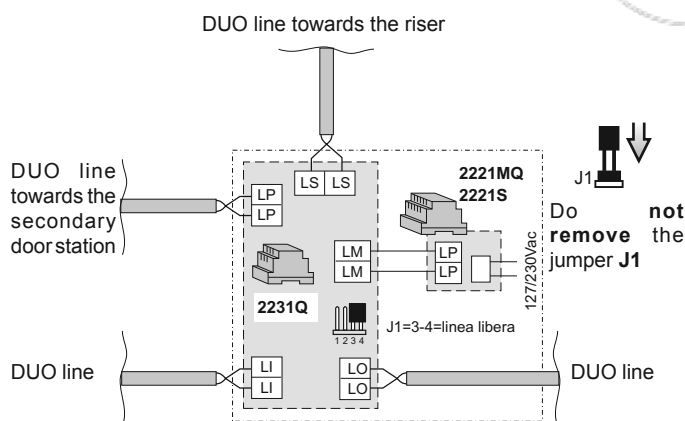 DUO line towards the riser
DUO line
towards the
secondary
door station
LS LS
LP
LP
2221MQ
2221S
J1
Do not
remove the
jumper J1
LM
LM
LP
LP
127/230Vac
2231Q
1 2 3 4
J1=3-4=linea libera
DUO line
LI
LI
LO
LO
DUO line